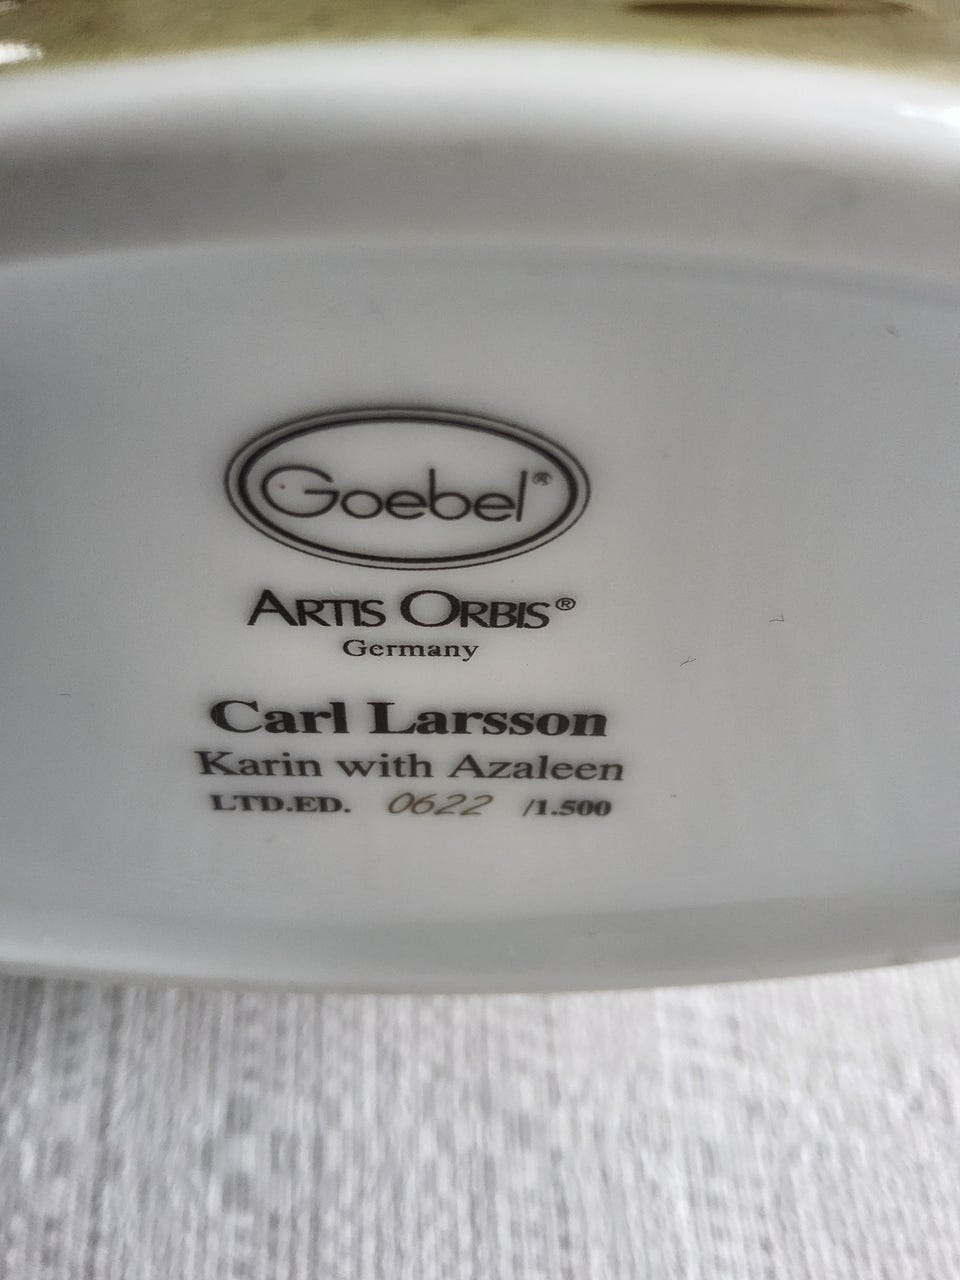 Goebel®
ARTIS ORBIS®
Germany
Carl Larsson
Karin with Azaleen
LTD.ED. 0622 /1.500